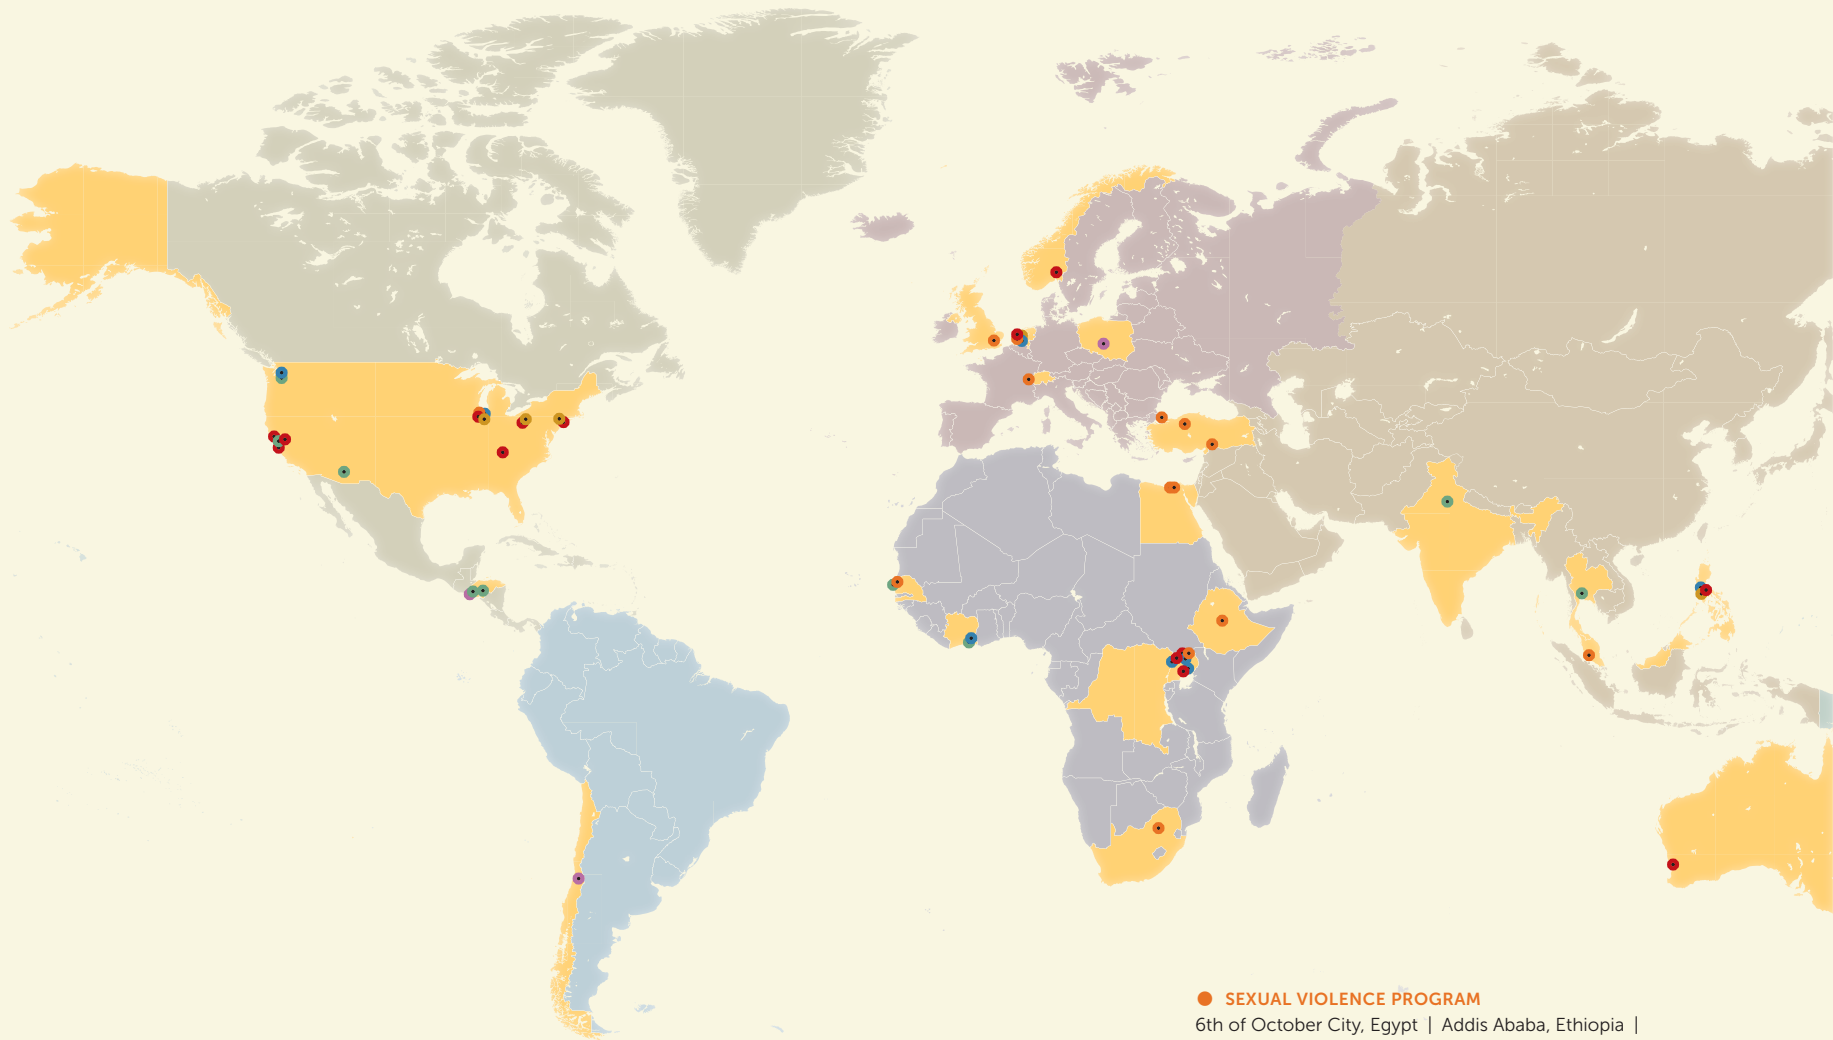 SEXUAL VIOLENCE PROGRAM
6th of October City, Egypt | Addis Ababa, Ethiopia |